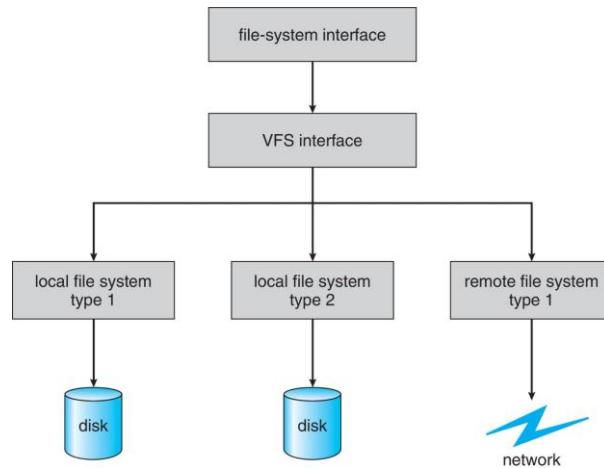 file-system interface
VFS interface
local file system
type 1
local file system
type 2
remote file system
type 1
disk
disk
network